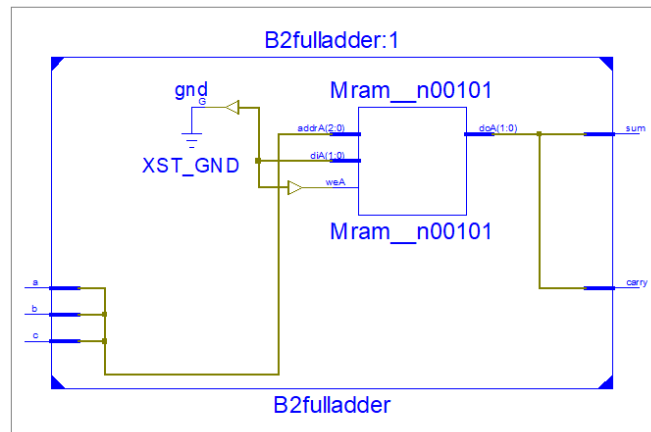 B2fulladder:1
gnd
G
XST_GND
Mram__n00101
addrA(2:0)
diA(1:0)
weA
doA(1:0)
Mram__n00101
sum
carry
a
b
c
B2fulladder